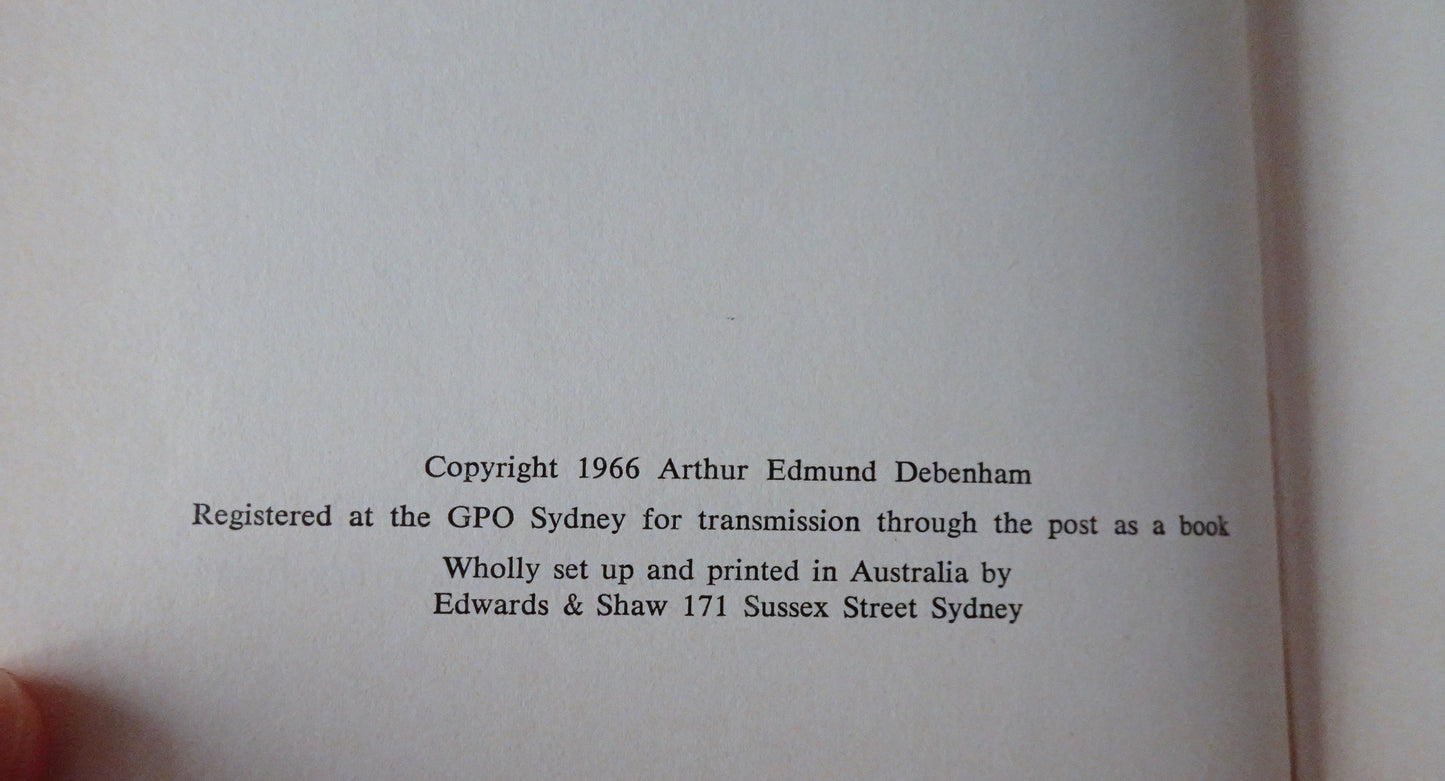 Copyright 1966 Arthur Edmund Debenham
Registered at the GPO Sydney for transmission through the post as a book
Wholly set up and printed in Australia by
Edwards & Shaw 171 Sussex Street Sydney